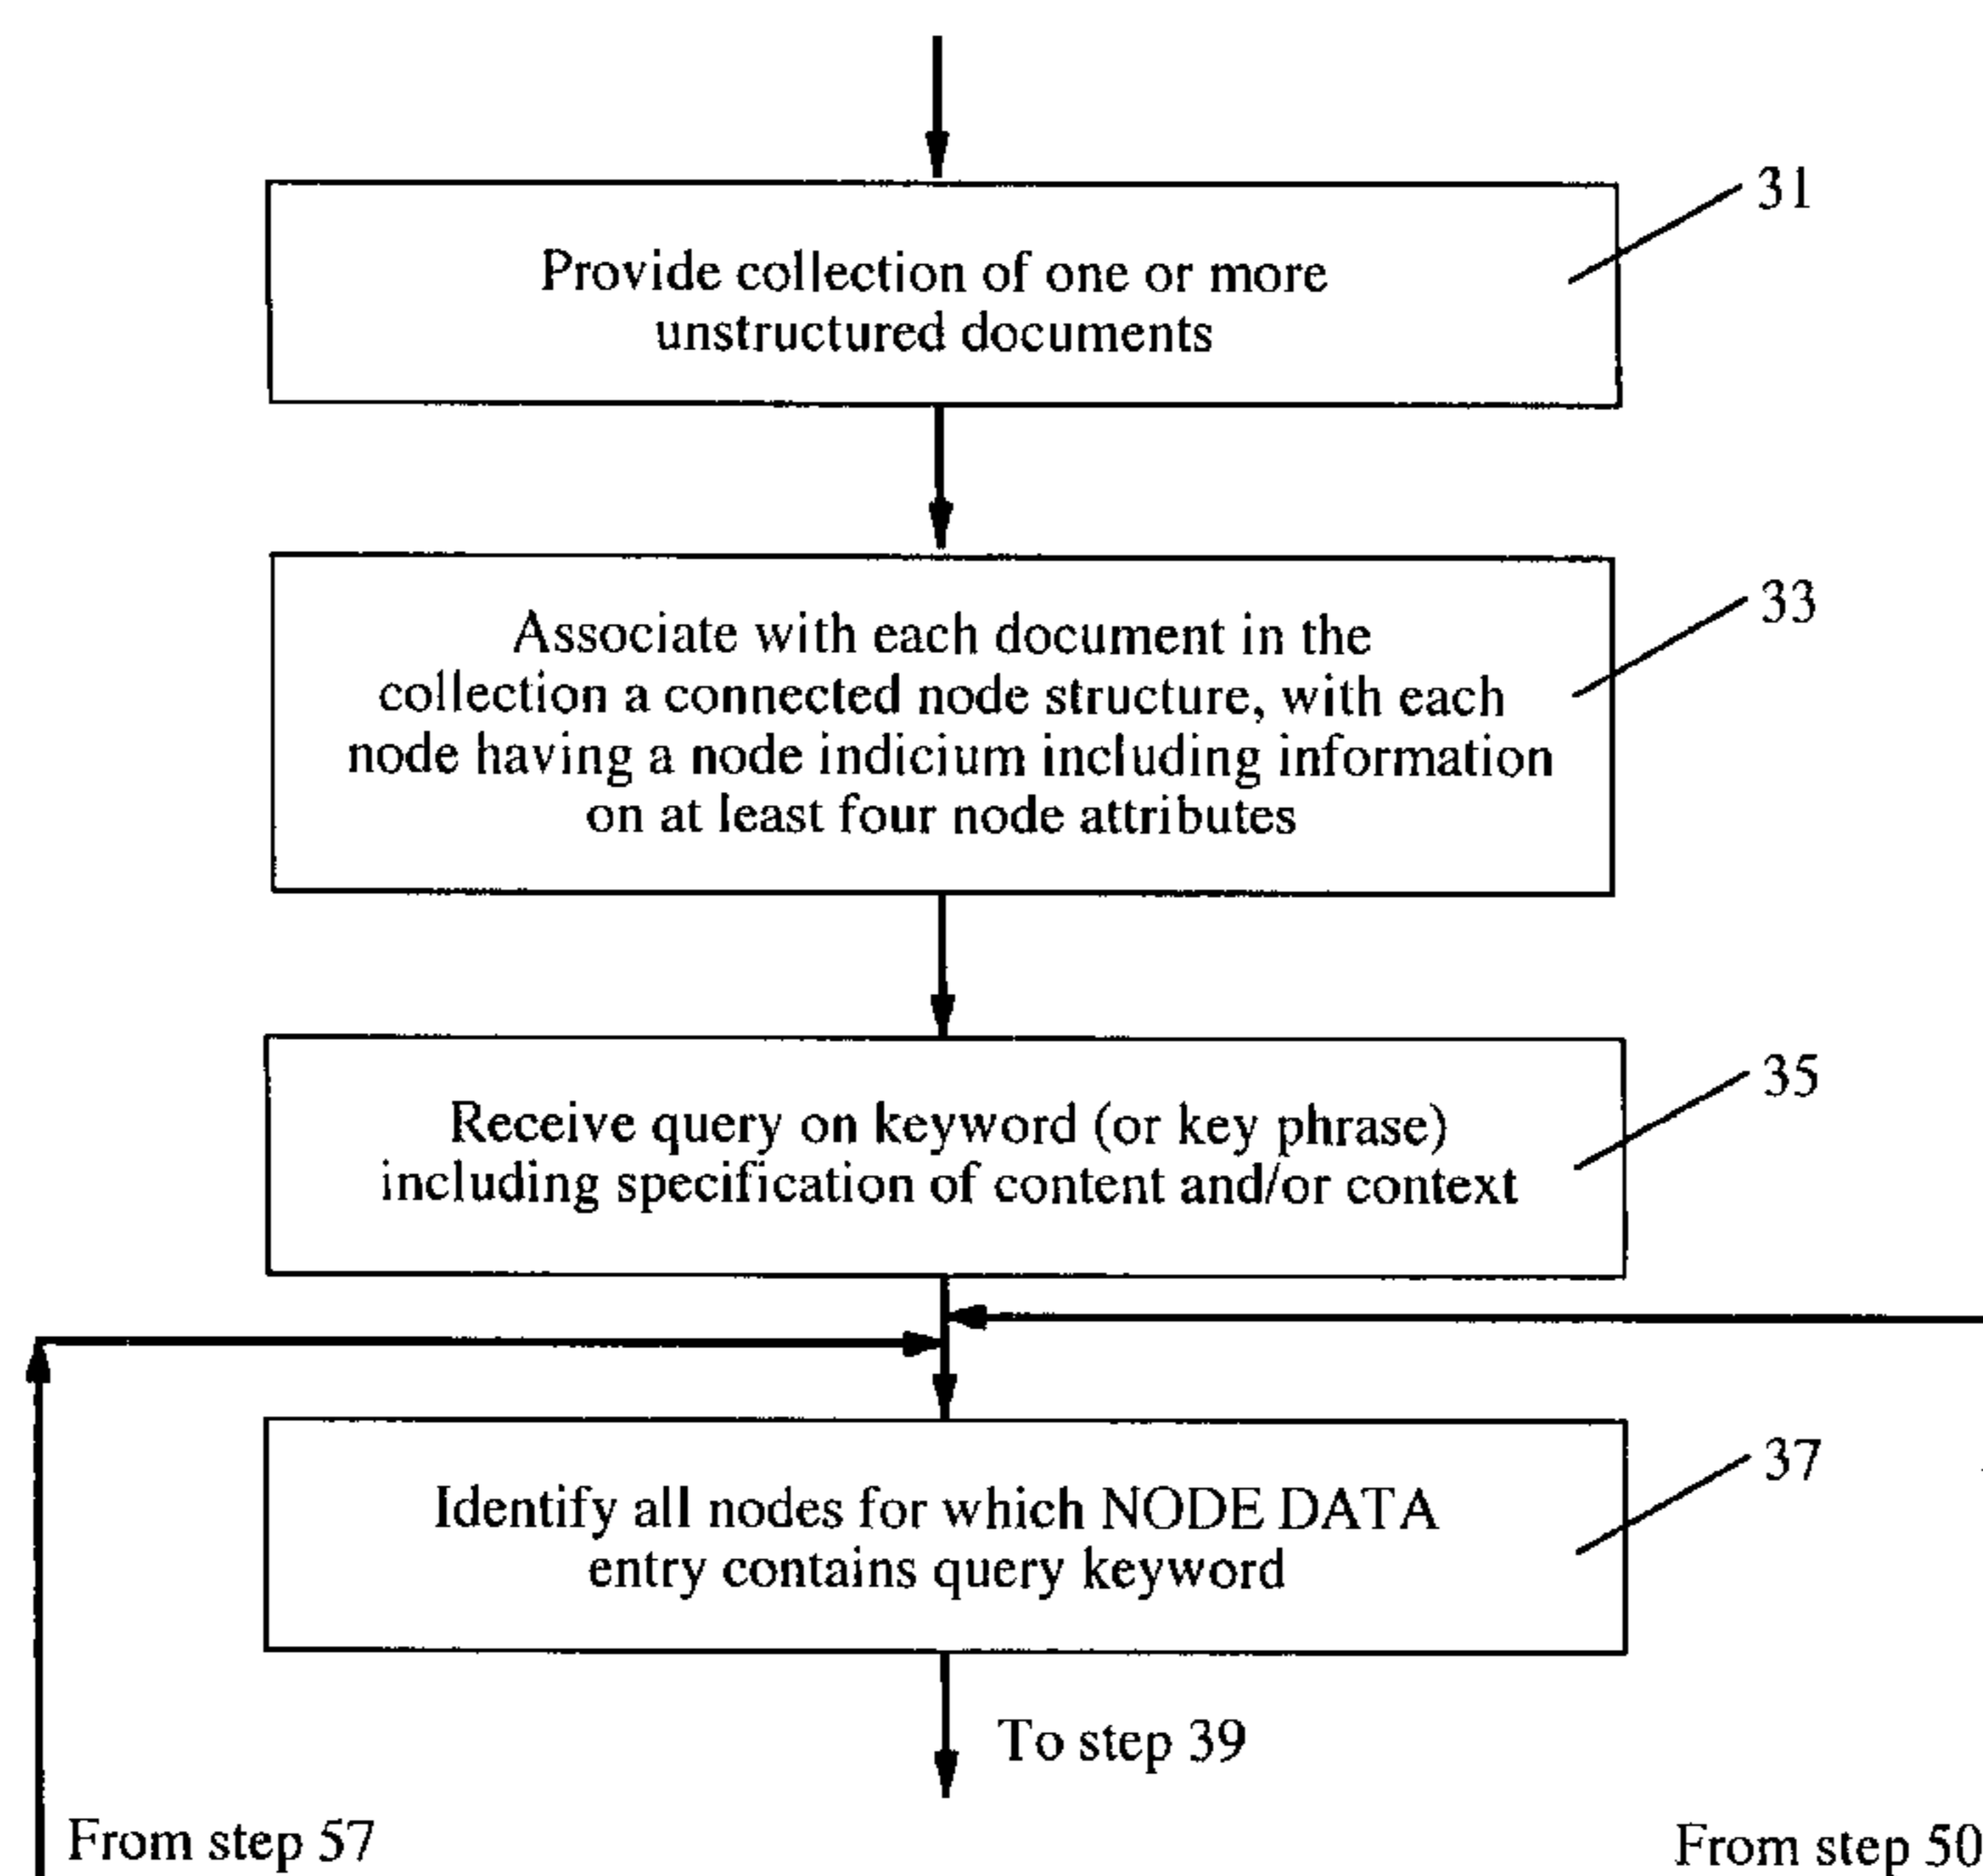 31
Provide collection of one or more
unstructured documents
33
Associate with each document in the
collection a connected node structure, with each
node having a node indicium including information
on at least four node attributes
35
Receive query on keyword (or key phrase)
including specification of content and/or context
37
Identify all nodes for which NODE DATA
entry contains query keyword
To step 39
From step 57
From step 50